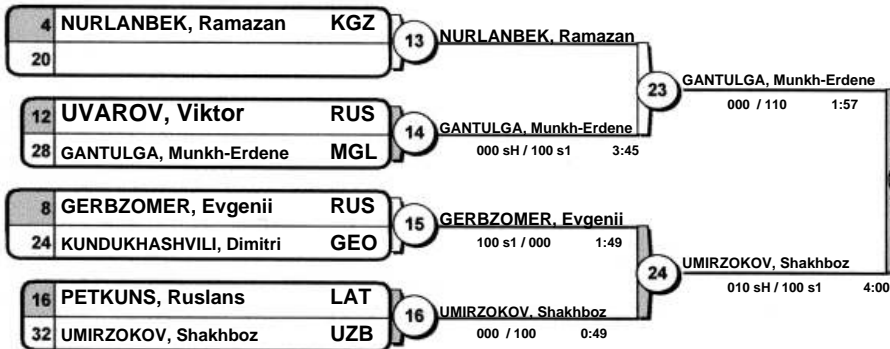 4 NURLANBEK, Ramazan KGZ
20
13 NURLANBEK, Ramazan
12 UVAROV, Viktor RUS
28 GANTULGA, Munkh-Erdene MGL
14 GANTULGA, Munkh-Erdene
000 sH / 100 s1 3:45
23 GANTULGA, Munkh-Erdene
000 / 110 1:57
8 GERBZOMER, Evgenii RUS
24 KUNDUKHASHVILI, Dimitri GEO
15 GERBZOMER, Evgenii
100 s1 / 000 1:49
16 PETKUNS, Ruslans LAT
32 UMIRZOKOV, Shakhboz UZB
16 UMIRZOKOV, Shakhboz
000 / 100 0:49
24 UMIRZOKOV, Shakhboz
010 sH / 100 s1 4:00